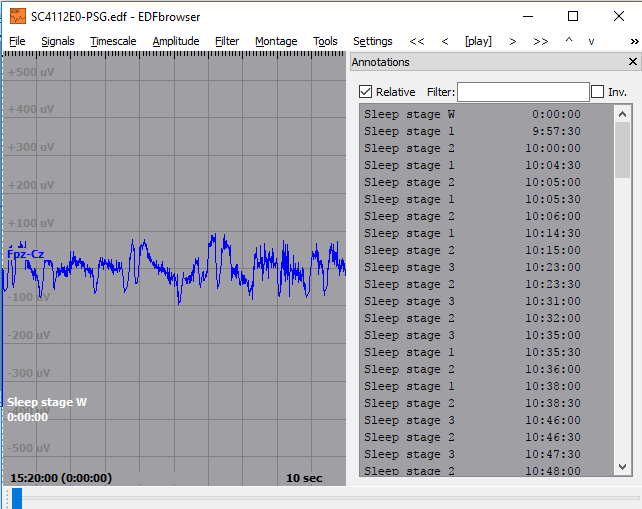 SC4112E0-PSG.edf - EDFbrowser
File Signals Timescale Amplitude Filter Montage Tools Settings << < [play] > >> ^ v »
Annotations
Relative Filter: Inv.
+500 uV
+400 uV
+300 uV
+200 uV
+100 uV
Fpz-Cz
-100 uV
-200 uV
-300 uV
-400 uV
-500 uV
Sleep stage W
0:00:00
15:20:00 (0:00:00) 10 sec
Sleep stage W 0:00:00
Sleep stage 1 9:57:30
Sleep stage 2 10:00:00
Sleep stage 1 10:04:30
Sleep stage 2 10:05:00
Sleep stage 1 10:05:30
Sleep stage 2 10:06:00
Sleep stage 1 10:14:30
Sleep stage 2 10:15:00
Sleep stage 1 10:23:00
Sleep stage 2 10:23:30
Sleep stage 3 10:31:00
Sleep stage 2 10:32:00
Sleep stage 3 10:35:00
Sleep stage 1 10:35:30
Sleep stage 2 10:36:00
Sleep stage 1 10:38:00
Sleep stage 2 10:38:30
Sleep stage 3 10:46:00
Sleep stage 2 10:46:30
Sleep stage 3 10:47:30
Sleep stage 2 10:48:00